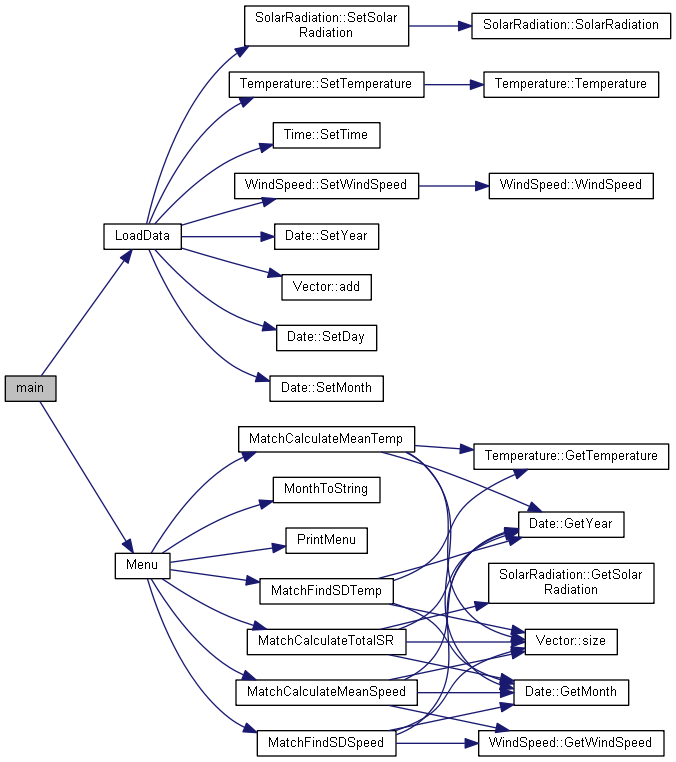 SolarRadiation::SetSolar
Radiation
SolarRadiation::SolarRadiation
Temperature::SetTemperature
Temperature::Temperature
Time::SetTime
WindSpeed::SetWindSpeed
WindSpeed::WindSpeed
LoadData
Date::SetYear
Vector::add
Date::SetDay
Date::SetMonth
main
MatchCalculateMeanTemp
Temperature::GetTemperature
MonthToString
Date::GetYear
PrintMenu
Menu
SolarRadiation::GetSolar
Radiation
MatchFindSDTemp
MatchCalculateTotalSR
Vector::size
MatchCalculateMeanSpeed
Date::GetMonth
MatchFindSDSpeed
WindSpeed::GetWindSpeed